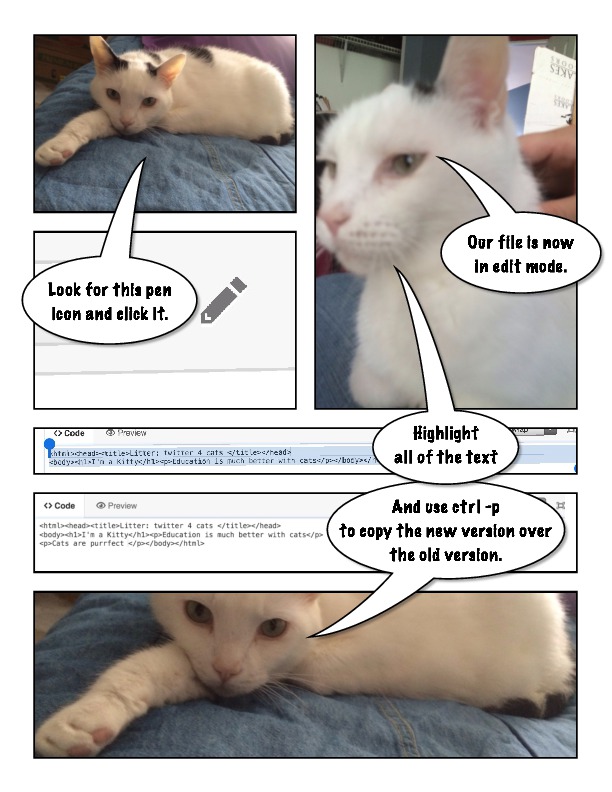 Look for this pen
icon and click it.
Our file is now
in edit mode.
Highlight
all of the text
<> Code Preview
<html><head><title>Litter: twitter 4 cats </title></head>
<body><h1>I'm a Kitty</h1><p>Education is much better with cats</p></body></h
And use ctrl -p
to copy the new version over
the old version.
<> Code Preview
<html><head><title>Litter: twitter 4 cats </title></head>
<body><h1>I'm a Kitty</h1><p>Education is much better with cats</p>
<p>Cats are purrfect </p></body></html>